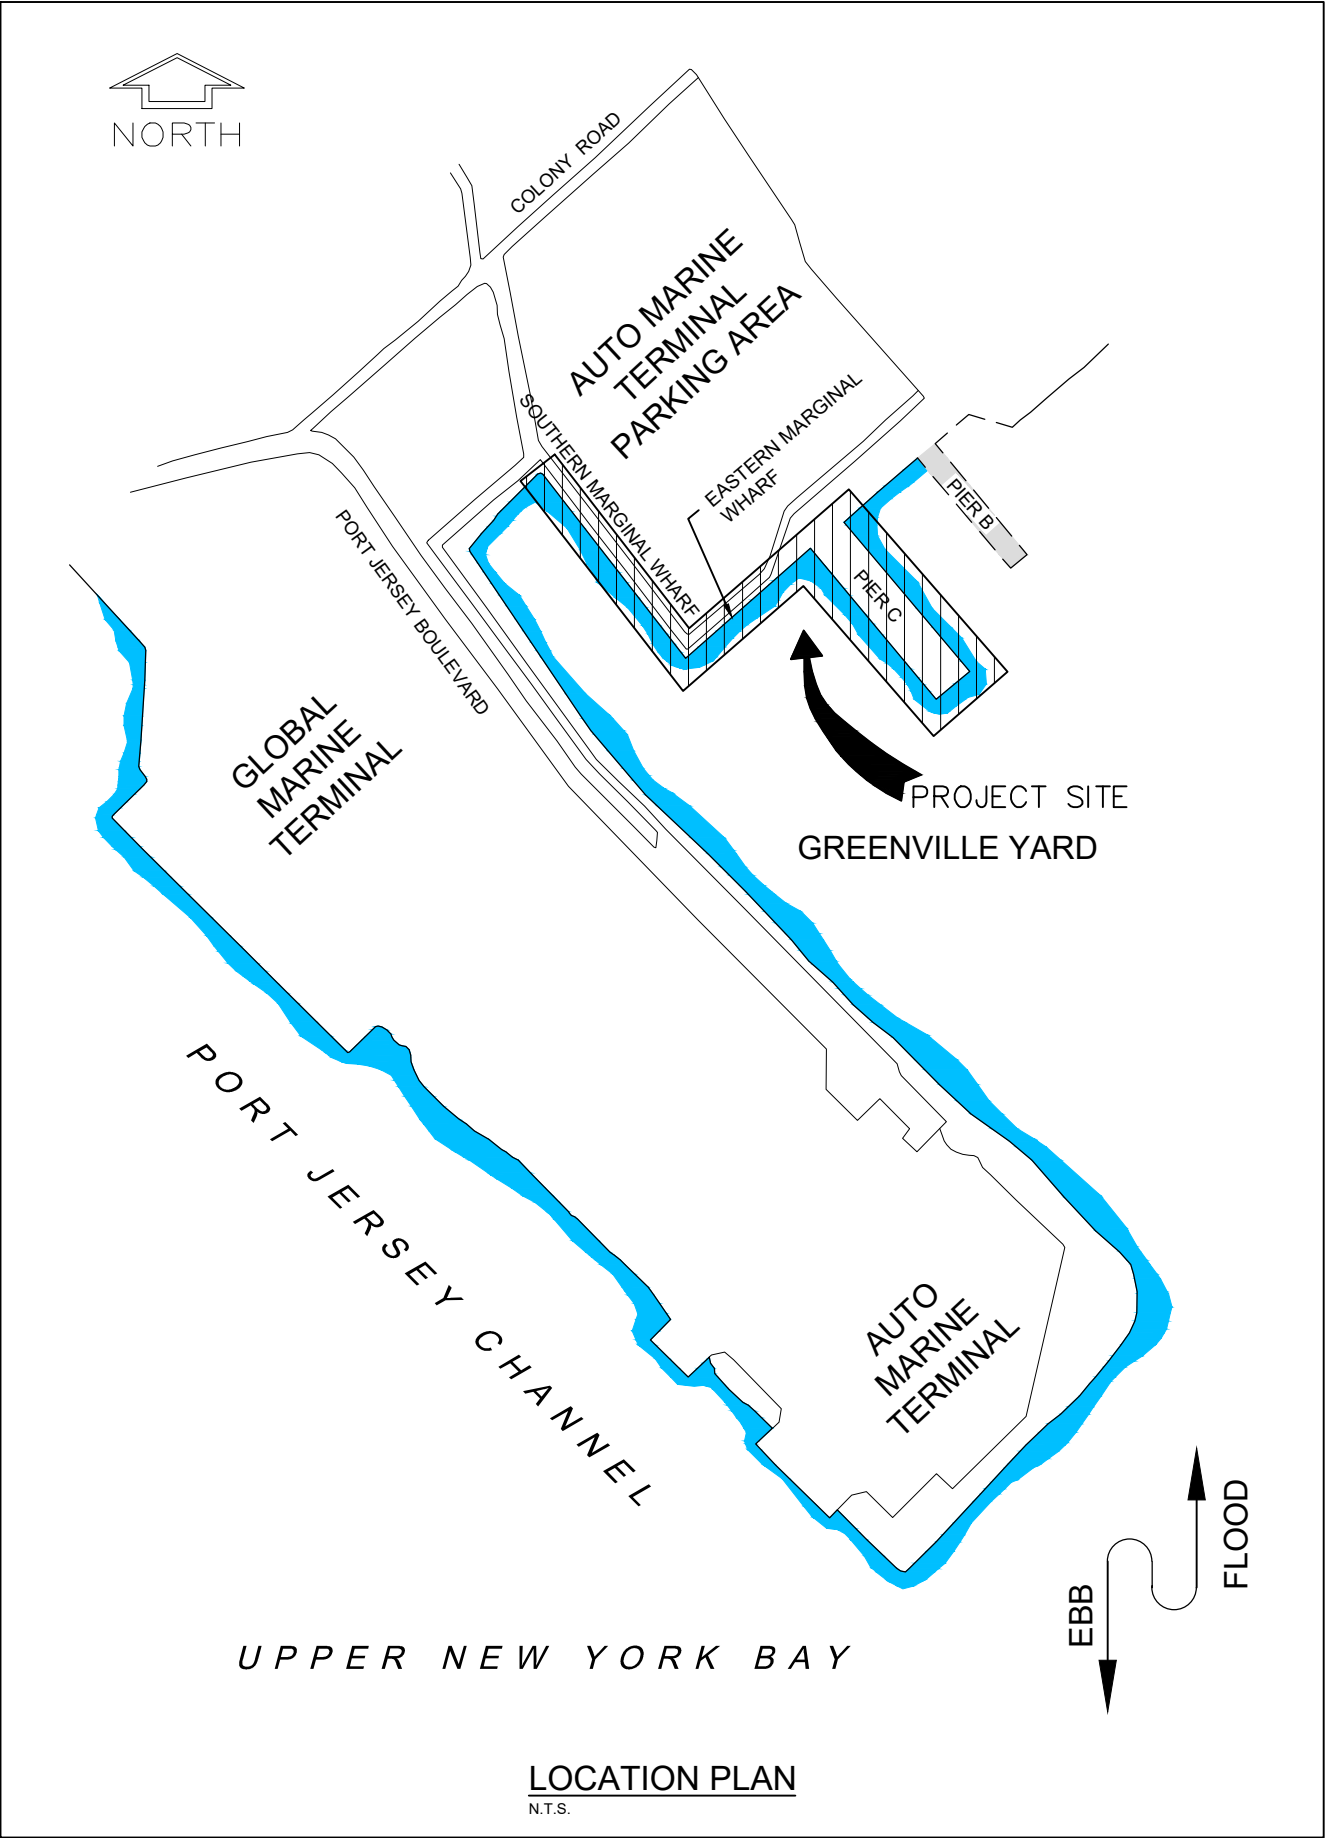 NORTH
COLONY ROAD
AUTO MARINE
TERMINAL
PARKING AREA
SOUTHERN MARGINAL WHARF
EASTERN MARGINAL
WHARF
PIER B
PIER C
PORT JERSEY BOULEVARD
GLOBAL
MARINE
TERMINAL
PROJECT SITE
GREENVILLE YARD
PORT JERSEY CHANNEL
AUTO
MARINE
TERMINAL
FLOOD
EBB
UPPER NEW YORK BAY
LOCATION PLAN
N.T.S.